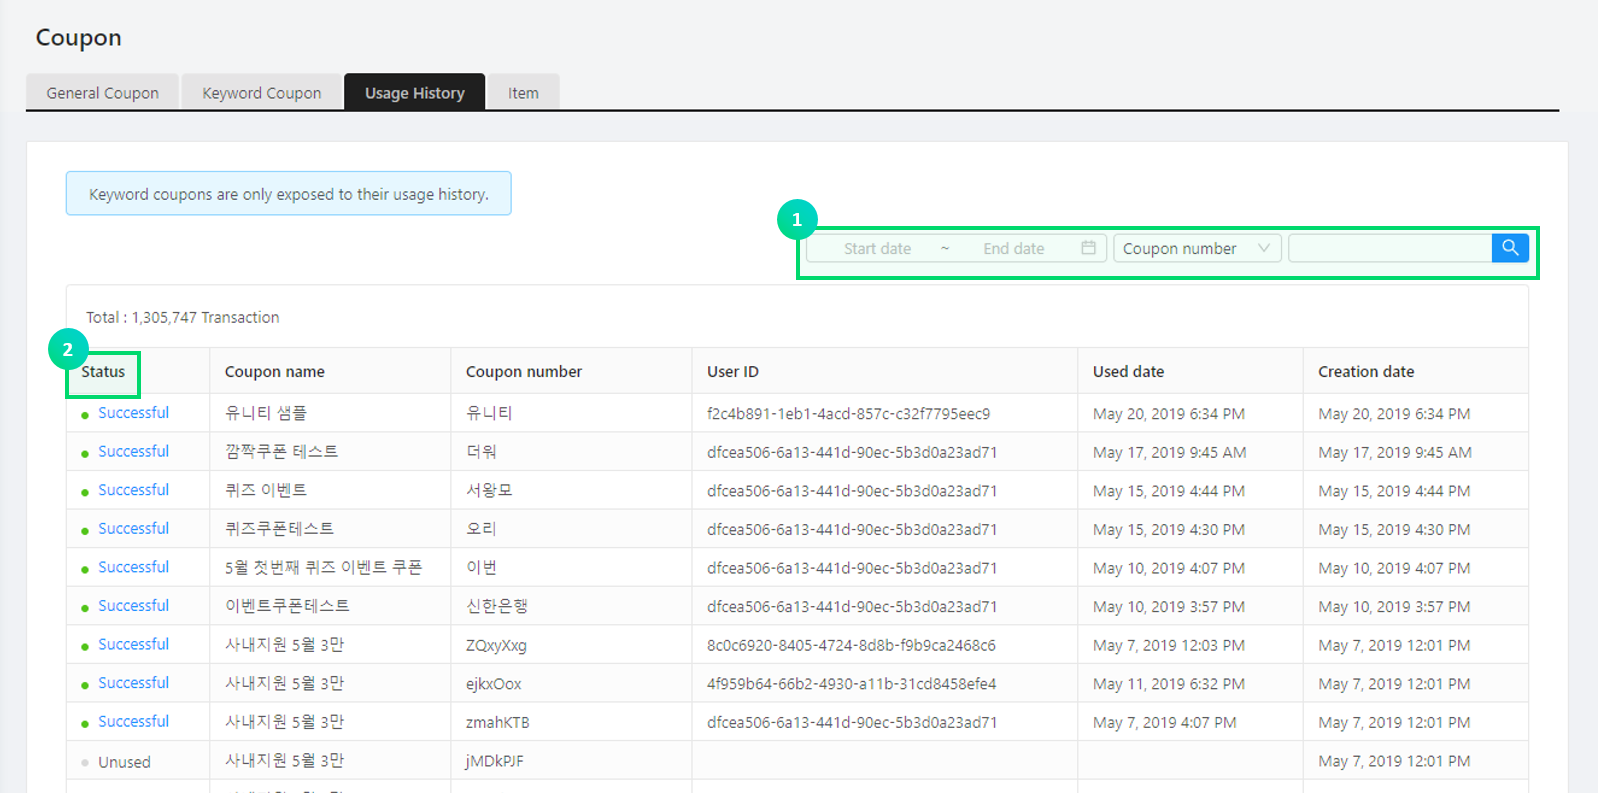 Coupon
General Coupon Keyword Coupon Usage History Item
Keyword coupons are only exposed to their usage history.
1
Start date ~ End date Coupon number
Total : 1,305,747 Transaction
2
Status Coupon name Coupon number User ID Used date Creation date
Successful 유니티 샘플 유니티 f2c4b891-1eb1-4acd-857c-c32f7795eec9 May 20, 2019 6:34 PM May 20, 2019 6:34 PM
Successful 깜짝쿠폰 테스트 더워 dfcea506-6a13-441d-90ec-5b3d0a23ad71 May 17, 2019 9:45 AM May 17, 2019 9:45 AM
Successful 퀴즈 이벤트 서왕모 dfcea506-6a13-441d-90ec-5b3d0a23ad71 May 15, 2019 4:44 PM May 15, 2019 4:44 PM
Successful 퀴즈쿠폰테스트 오리 dfcea506-6a13-441d-90ec-5b3d0a23ad71 May 15, 2019 4:30 PM May 15, 2019 4:30 PM
Successful 5월 첫번째 퀴즈 이벤트 쿠폰 이번 dfcea506-6a13-441d-90ec-5b3d0a23ad71 May 10, 2019 4:07 PM May 10, 2019 4:07 PM
Successful 이벤트쿠폰테스트 신한은행 dfcea506-6a13-441d-90ec-5b3d0a23ad71 May 10, 2019 3:57 PM May 10, 2019 3:57 PM
Successful 사내지원 5월 3만 ZQxyXxg 8c0c6920-8405-4724-8d8b-f9b9ca2468c6 May 7, 2019 12:03 PM May 7, 2019 12:01 PM
Successful 사내지원 5월 3만 ejkxOox 4f959b64-66b2-4930-a11b-31cd8458efe4 May 11, 2019 6:32 PM May 7, 2019 12:01 PM
Successful 사내지원 5월 3만 zmahKTB dfcea506-6a13-441d-90ec-5b3d0a23ad71 May 7, 2019 4:07 PM May 7, 2019 12:01 PM
Unused 사내지원 5월 3만 jMDkPJF May 7, 2019 12:01 PM